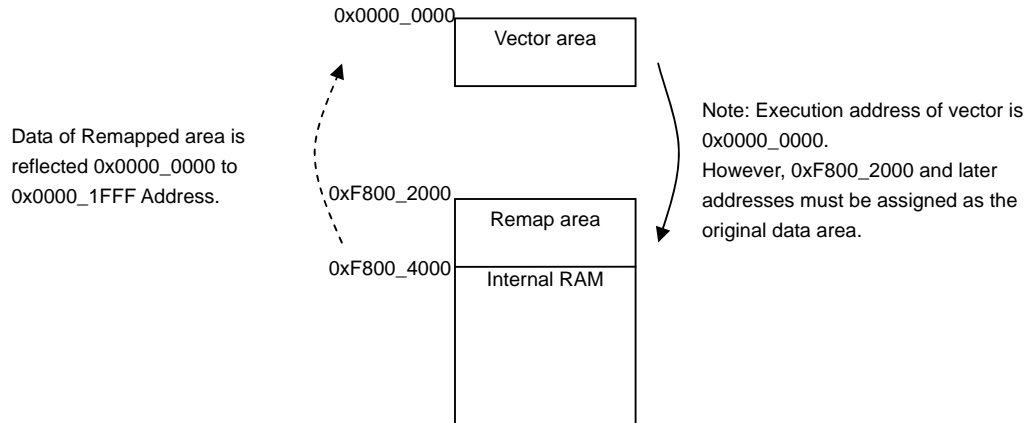 0x0000_0000
Vector area
Data of Remapped area is
reflected 0x0000_0000 to
0x0000_1FFF Address.
Note: Execution address of vector is
0x0000_0000.
However, 0xF800_2000 and later
addresses must be assigned as the
original data area.
0xF800_2000
Remap area
0xF800_4000
Internal RAM